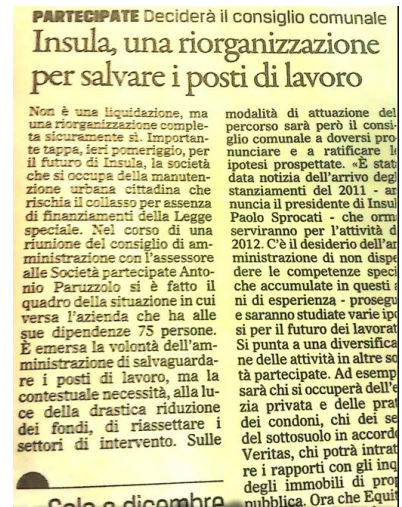 PARTECIPATE Deciderà il consiglio comunale
Insula, una riorganizzazione
per salvare i posti di lavoro
Non è una liquidazione, ma
una riorganizzazione comple-
ta sicuramente sì. Importan-
te tappa, ieri pomeriggio, per
il futuro di Insula, la società
che si occupa della manuten-
zione urbana cittadina che
rischia il collasso per assenza
di finanziamenti della Legge
speciale. Nel corso di una
riunione del consiglio di am-
ministrazione con l'assessore
alle Società partecipate Anto-
nio Paruzzolo si è fatto il
quadro della situazione in cui
versa l'azienda che ha alle
sue dipendenze 75 persone.
È emersa la volontà dell'am-
ministrazione di salvaguarda-
re i posti di lavoro, ma la
contestuale necessità, alla lu-
ce della drastica riduzione
dei fondi, di riassettare i
settori di intervento. Sulle
modalità di attuazione del
percorso sarà però il consi-
glio comunale a doversi pro
nunciare e a ratificare le
ipotesi prospettate. «È stat
data notizia dell'arrivo deg
stanziamenti del 2011 - an
nuncia il presidente di Insul
Paolo Sprocati - che orm
serviranno per l'attività d
2012. C'è il desiderio dell'am
ministrazione di non dispe
dere le competenze speci
che accumulate in questi a
ni di esperienza - prosegu
e saranno studiate varie ipo
si per il futuro dei lavorat
Si punta a una diversifica
ne delle attività in altre so
tà partecipate. Ad esemp
sarà chi si occuperà dell'e
zia privata e delle prat
dei condoni, chi dei se
del sottosuolo in accord
Veritas, chi potrà intrat
re i rapporti con gli inq
degli immobili di prop
pubblica. Ora che Equit
Solo a dicembre